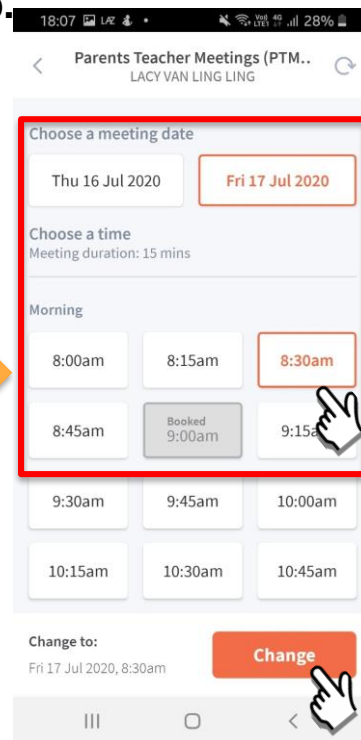 18:07 28%
Parents Teacher Meetings (PTM..
LACY VAN LING LING
Choose a meeting date
Thu 16 Jul 2020 Fri 17 Jul 2020
Choose a time
Meeting duration: 15 mins
Morning
8:00am 8:15am 8:30am
Booked
8:45am 9:00am
9:30am 9:45am 10:00am
10:15am 10:30am 10:45am
Change to:
Fri 17 Jul 2020, 8:30am
Change